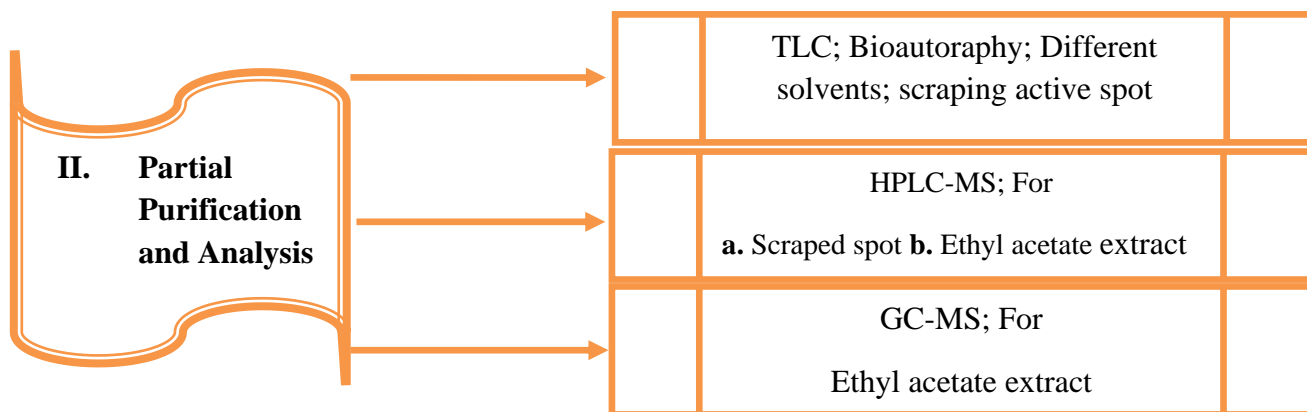 II. Partial
Purification
and Analysis
TLC; Bioautoraphy; Different
solvents; scraping active spot
HPLC-MS; For
a. Scraped spot b. Ethyl acetate extract
GC-MS; For
Ethyl acetate extract